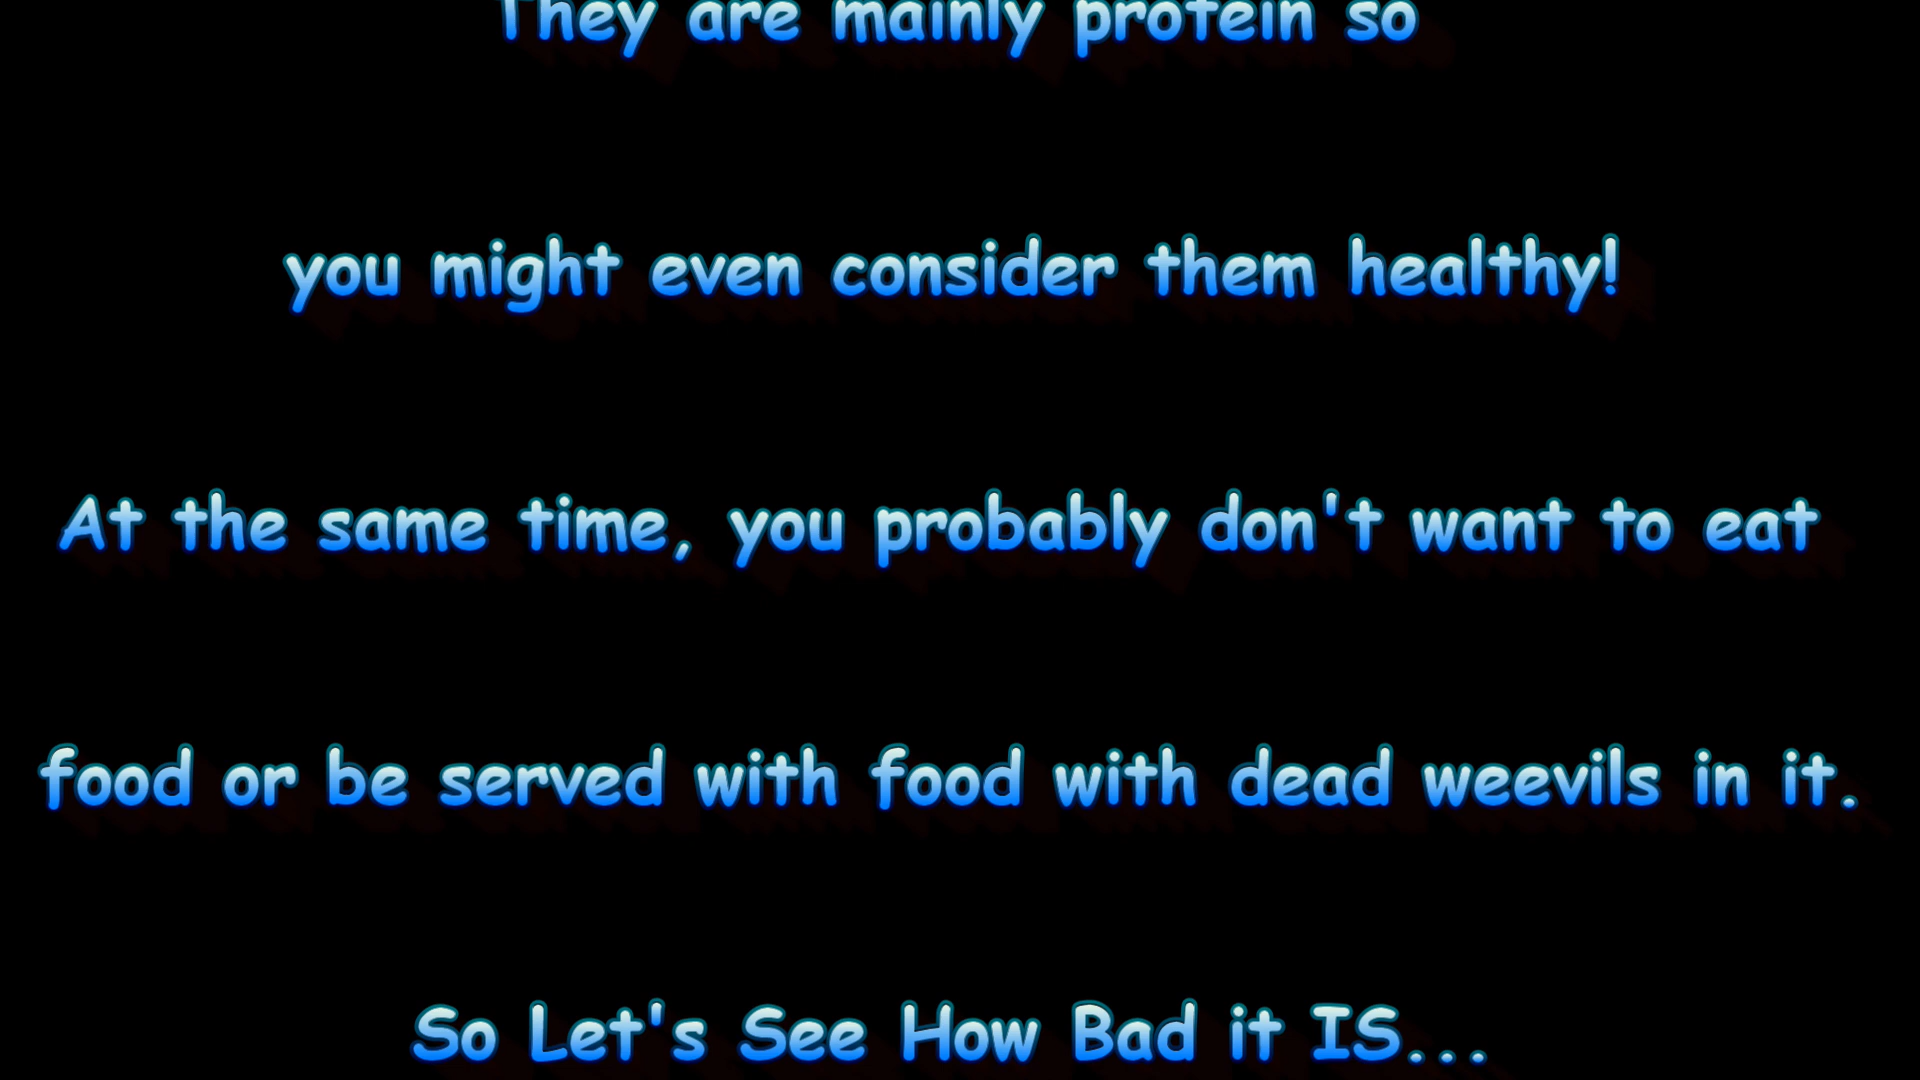 They are mainly protein so
you might even consider them healthy!
At the same time, you probably don't want to eat
food or be served with food with dead weevils in it.
So Let's See How Bad it IS...